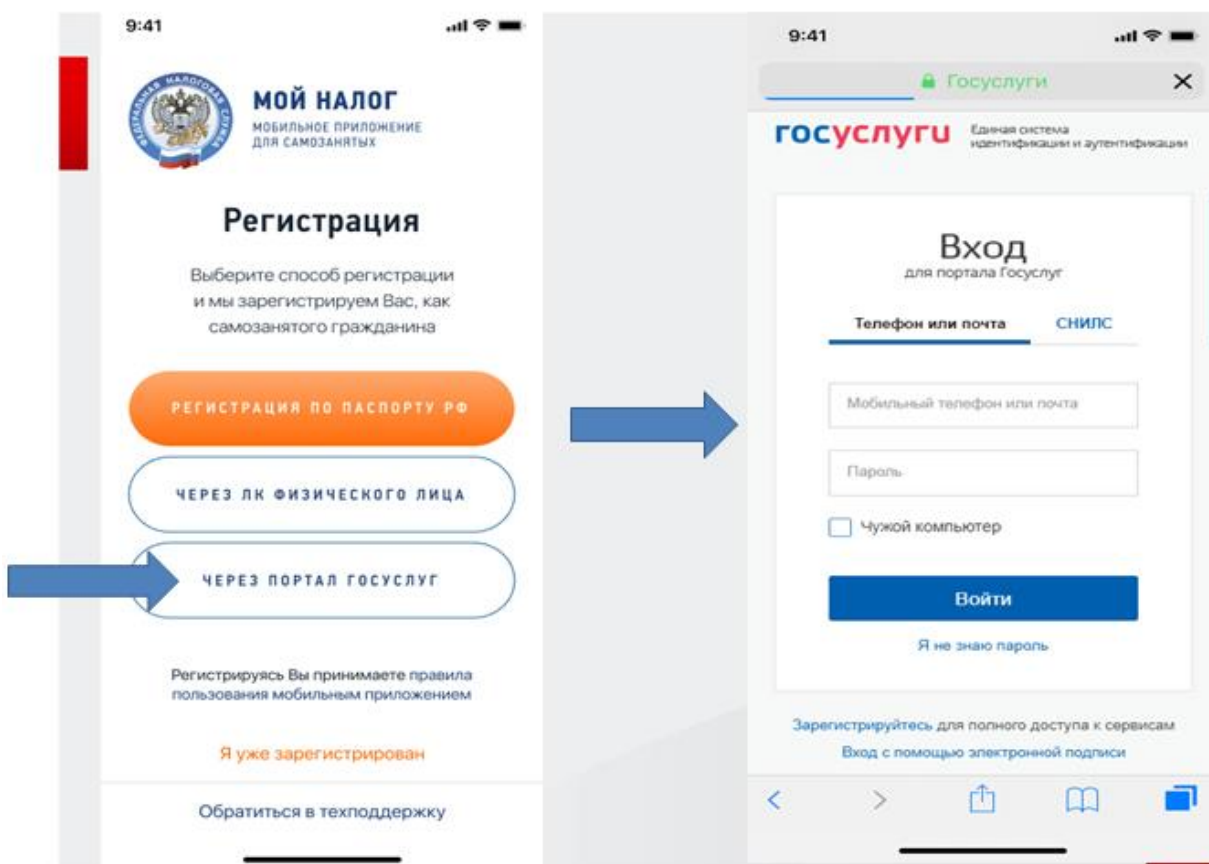 9:41
ФЕДЕРАЛЬНАЯ НАЛОГОВАЯ СЛУЖБА
МОЙ НАЛОГ
МОБИЛЬНОЕ ПРИЛОЖЕНИЕ
ДЛЯ САМОЗАНЯТЫХ
Регистрация
Выберите способ регистрации
и мы зарегистрируем Вас, как
самозанятого гражданина
РЕГИСТРАЦИЯ ПО ПАСПОРТУ РФ
ЧЕРЕЗ ЛК ФИЗИЧЕСКОГО ЛИЦА
ЧЕРЕЗ ПОРТАЛ ГОСУСЛУГ
Регистрируясь Вы принимаете правила
пользования мобильным приложением
Я уже зарегистрирован
Обратиться в техподдержку
9:41
Госуслуги
госуслуги
Единая система
идентификации и аутентификации
Вход
для портала Госуслуг
Телефон или почта СНИЛС
Мобильный телефон или почта
Пароль
Чужой компьютер
Войти
Я не знаю пароль
Зарегистрируйтесь для полного доступа к сервисам
Вход с помощью электронной подписи